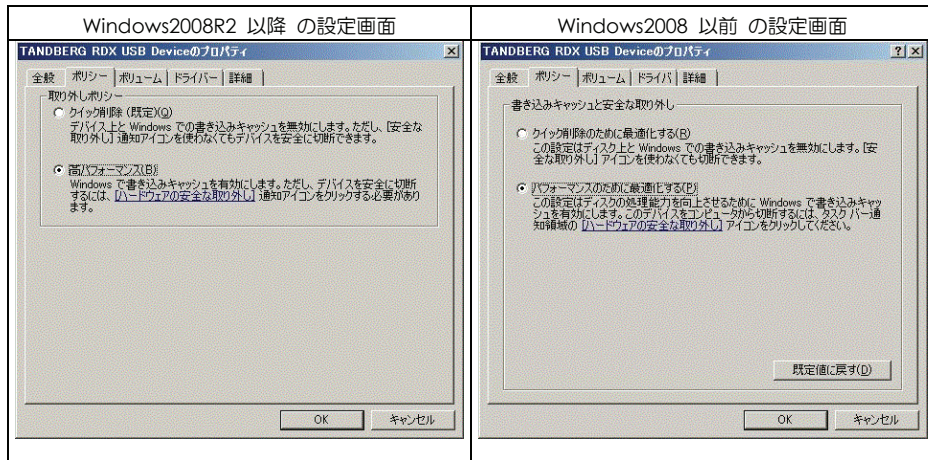 Windows2008R2 以降 の設定画面
TANDBERG RDX USB Deviceのプロパティ
全般 ポリシー ボリューム ドライバー 詳細
取り外しポリシー
クイック削除 (既定)(Q)
デバイス上と Windows での書き込みキャッシュを無効にします。ただし、[安全な
取り外し] 通知アイコンを使わなくてもデバイスを安全に切断できます。
高パフォーマンス(B)
Windows で書き込みキャッシュを有効にします。ただし、デバイスを安全に切断
するには、[ハードウェアの安全な取り外し] 通知アイコンをクリックする必要があり
ます。
OK キャンセル
Windows2008 以前 の設定画面
TANDBERG RDX USB Deviceのプロパティ
全般 ポリシー ボリューム ドライバ 詳細
書き込みキャッシュと安全な取り外し
クイック削除のために最適化する(R)
この設定はディスク上と Windows での書き込みキャッシュを無効にします。[安
全な取り外し] アイコンを使わなくても切断できます。
パフォーマンスのために最適化する(P)
この設定はディスクの処理能力を向上させるために Windows で書き込みキャッ
シュを有効にします。このデバイスをコンピュータから切断するには、タスク バー通
知領域の [ハードウェアの安全な取り外し] アイコンをクリックしてください。
既定値に戻す(D)
OK キャンセル